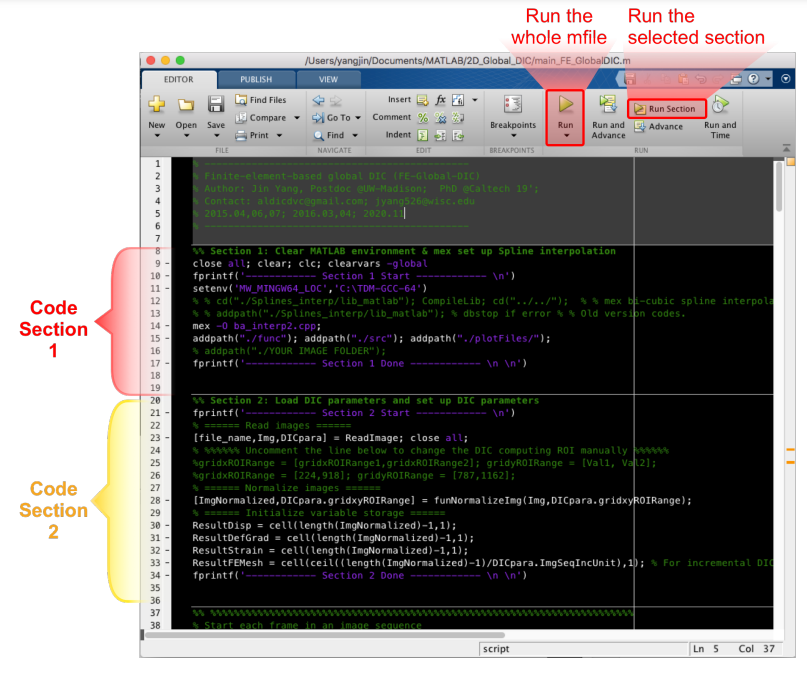 Run the
whole mfile
Run the
selected section
/Users/yangjin/Documents/MATLAB/2D_Global_DIC/main_FE_GlobalDIC.m
EDITOR PUBLISH VIEW
New Open Save Find Files Compare Print FILE
Go To Find NAVIGATE
Insert fx Comment Indent EDIT
Breakpoints BREAKPOINTS
Run Run and Advance Run Section Advance Run and Time RUN
1 % --------------------------------------------
2 % Finite-element-based global DIC (FE-Global-DIC)
3 % Author: Jin Yang, Postdoc @UW-Madison; PhD @Caltech 19';
4 % Contact: aldicdvc@gmail.com; jyang526@wisc.edu
5 % 2015.04,06,07; 2016.03,04; 2020.11
6 % --------------------------------------------
7
8 %% Section 1: Clear MATLAB environment & mex set up Spline interpolation
9 - close all; clear; clc; clearvars -global
10 - fprintf('------------ Section 1 Start ------------ \n')
11 - setenv('MW_MINGW64_LOC','C:\TDM-GCC-64')
12 % % cd("./Splines_interp/lib_matlab"); CompileLib; cd("../../"); % % mex bi-cubic spline interpola
13 % % addpath("./Splines_interp/lib_matlab"); % dbstop if error % % Old version codes.
14 - mex -O ba_interp2.cpp;
15 - addpath("./func"); addpath("./src"); addpath("./plotFiles/");
16 % addpath("./YOUR IMAGE FOLDER");
17 - fprintf('------------ Section 1 Done ------------ \n \n')
18
19
Code
Section
1
20 %% Section 2: Load DIC parameters and set up DIC parameters
21 - fprintf('------------ Section 2 Start ------------ \n')
22 % ====== Read images ======
23 - [file_name,Img,DICpara] = ReadImage; close all;
24 % %%%%%% Uncomment the line below to change the DIC computing ROI manually %%%%%%
25 %gridxROIRange = [gridxROIRange1,gridxROIRange2]; gridyROIRange = [Val1, Val2];
26 %gridxROIRange = [224,918]; gridyROIRange = [787,1162];
27 % ====== Normalize images ======
28 - [ImgNormalized,DICpara.gridxyROIRange] = funNormalizeImg(Img,DICpara.gridxyROIRange);
29 % ====== Initialize variable storage ======
30 - ResultDisp = cell(length(ImgNormalized)-1,1);
31 - ResultDefGrad = cell(length(ImgNormalized)-1,1);
32 - ResultStrain = cell(length(ImgNormalized)-1,1);
33 - ResultFEMesh = cell(ceil((length(ImgNormalized)-1)/DICpara.ImgSeqIncUnit),1); % For incremental DIC
34 - fprintf('------------ Section 2 Done ------------ \n \n')
35
36
Code
Section
2
37 %% %%%%%%%%%%%%%%%%%%%%%%%%%%%%%%%%%%%%%%%%%%%%%%%%%%%%%%%%%%%%%%%%%%%%
38 % Start each frame in an image sequence
script Ln 5 Col 37